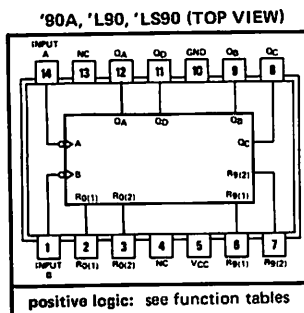 '90A, 'L90, 'LS90 (TOP VIEW)
INPUT A NC QA QD GND QB QC
14 13 12 11 10 9 8
QA QD QB
A QC
B R9(2)
R0(1) R0(2) R9(1)
1 2 3 4 5 6 7
INPUT B R0(1) R0(2) NC VCC R9(1) R9(2)
positive logic: see function tables